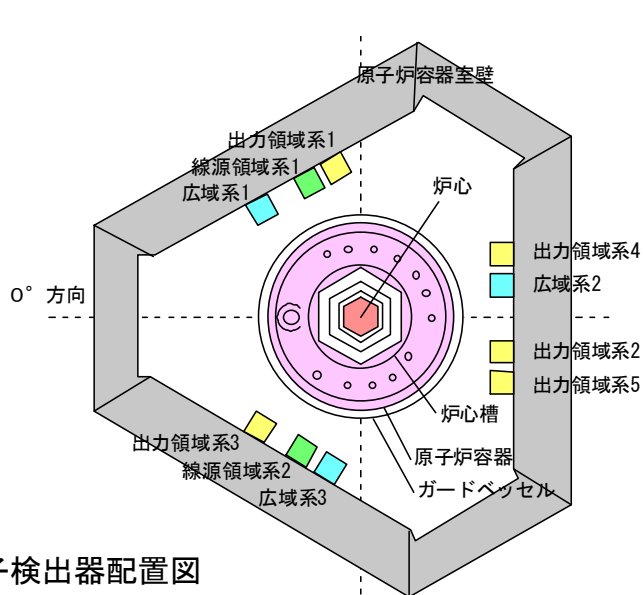 原子炉容器室壁
出力領域系1
線源領域系1
広域系1
炉心
出力領域系4
広域系2
0° 方向
出力領域系2
出力領域系5
炉心槽
出力領域系3
原子炉容器
線源領域系2
ガードベッセル
広域系3
子検出器配置図